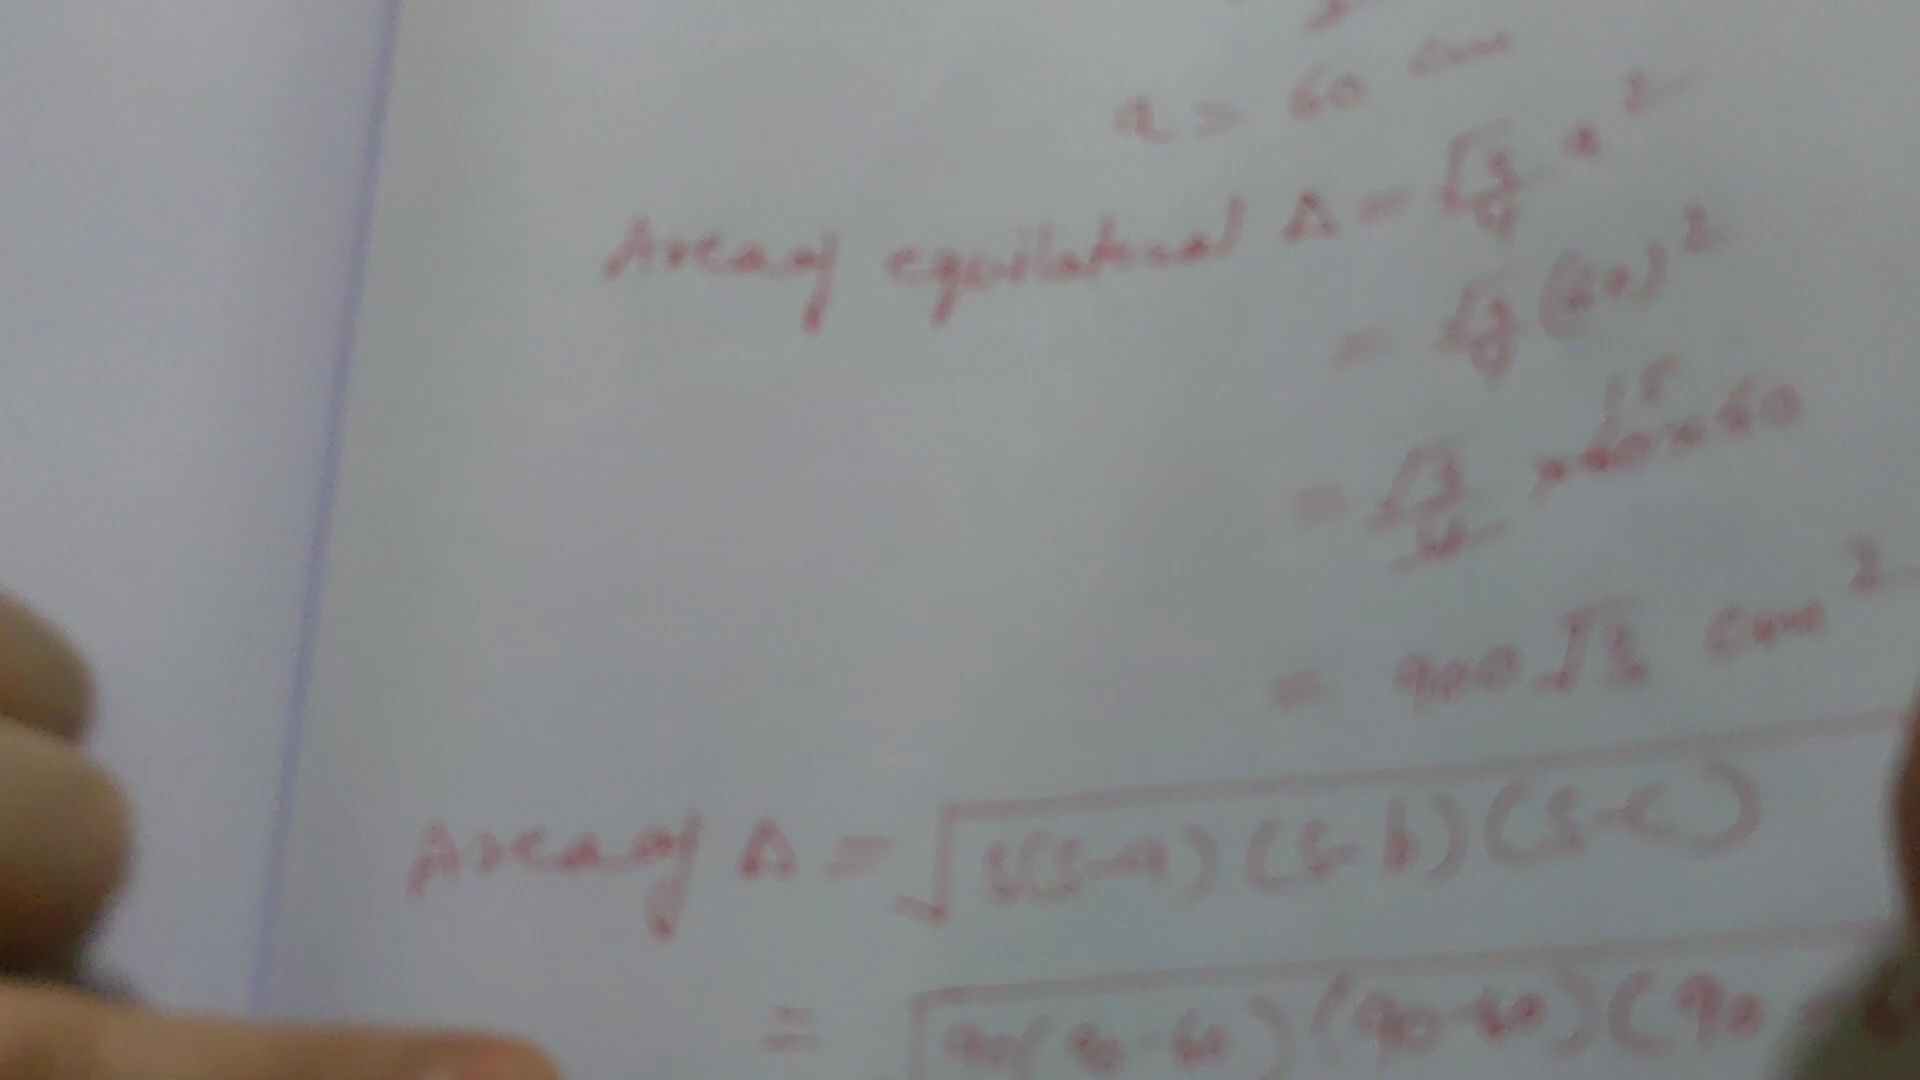 a = 60 cm
Area of equilateral Δ = √3/4 a²
= √3/4 (60)²
= √3/4 × 60 × 60
15
= 900 √3 cm²
Area of Δ = √s(s-a)(s-b)(s-c)
= √90(90-60)(90-60)(90